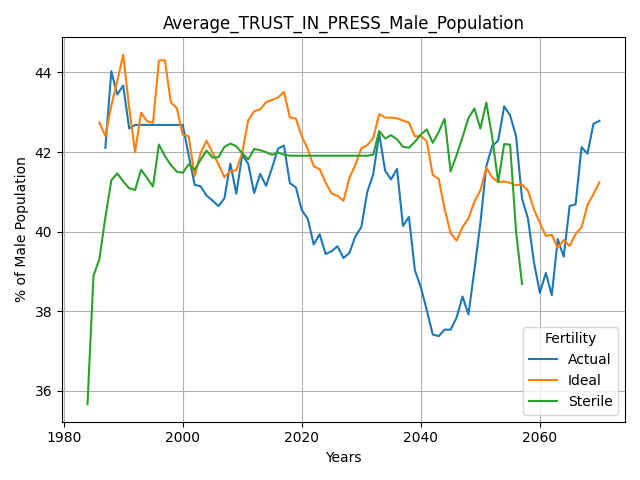 Average_TRUST_IN_PRESS_Male_Population
% of Male Population
44
42
40
38
36
1980 2000 2020 2040 2060
Years
Fertility
Actual
Ideal
Sterile